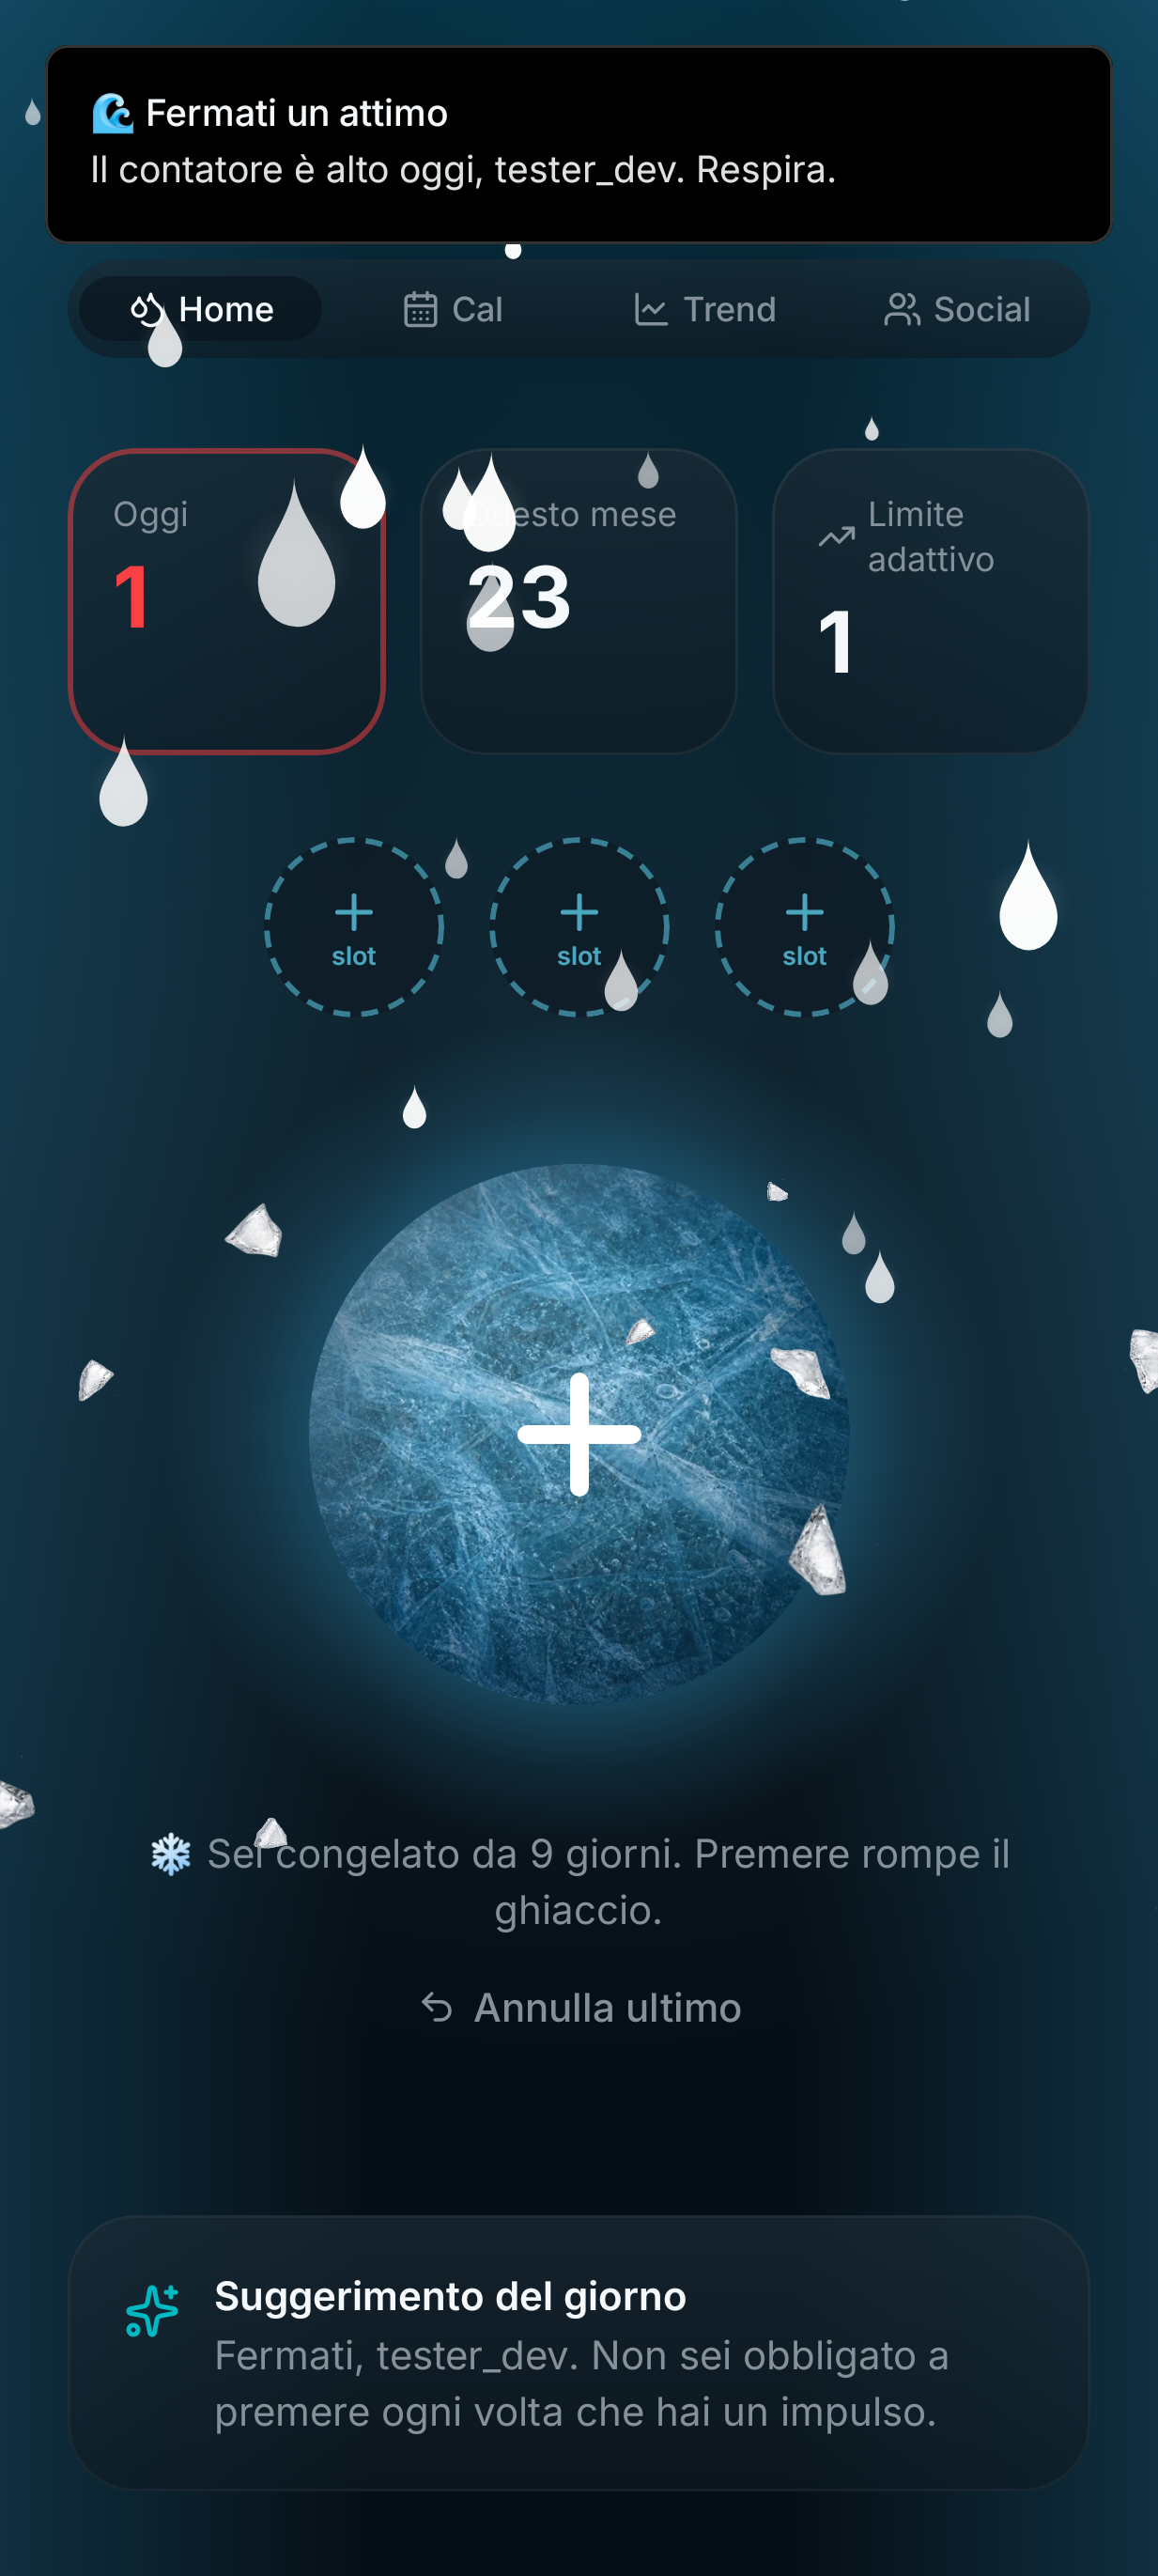 🌊 Fermati un attimo
Il contatore è alto oggi, tester_dev. Respira.
Home
Cal
Trend
Social
Oggi
1
Questo mese
23
Limite
adattivo
1
slot
slot
slot
❄️ Sei congelato da 9 giorni. Premere rompe il
ghiaccio.
Annulla ultimo
Suggerimento del giorno
Fermati, tester_dev. Non sei obbligato a
premere ogni volta che hai un impulso.